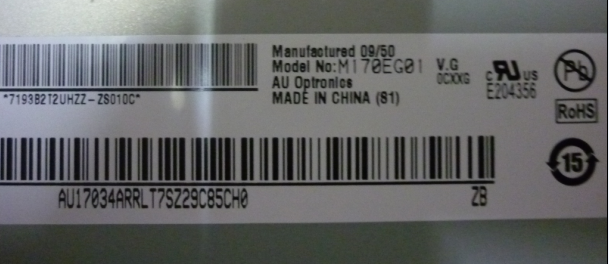 Manufactured 09/50
Model No:M170EG01 V.G
AU Optronics 0CXXG
MADE IN CHINA (S1)
*7193B2T2UHZZ-ZS010C*
c RU US
E204356
Pb
RoHS
15
AU17034ARRLT7SZ29C85CH0 ZB